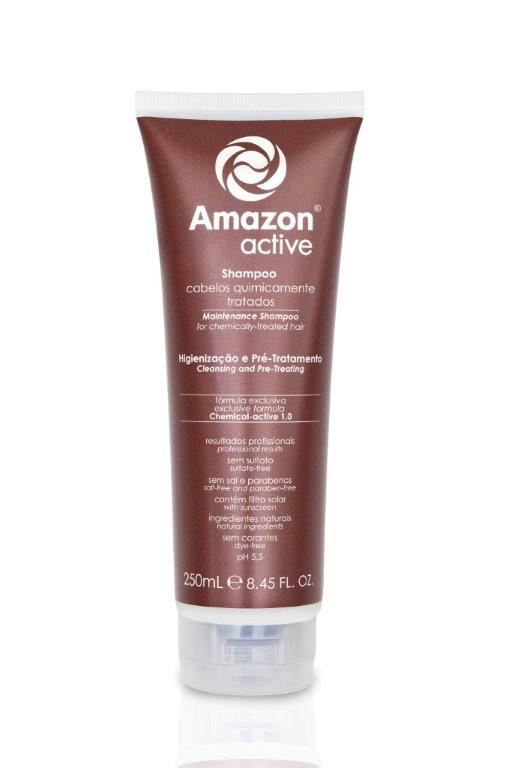 Amazon®
active
Shampoo
cabelos quimicamente
tratados
Maintenance Shampoo
for chemically-treated hair
Higienização e Pré-Tratamento
Cleansing and Pre-Treating
fórmula exclusiva
exclusive formula
Chemical-active 1.0
resultados profissionais
professional results
sem sulfato
sulfate-free
sem sal e parabenos
salt-free and paraben-free
contém filtro solar
with sunscreen
ingredientes naturais
natural ingredients
sem corantes
dye-free
pH 5,5
250mL ℮ 8.45 FL. OZ.